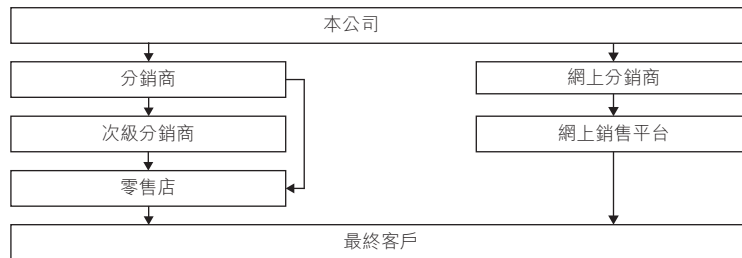 本公司
分銷商
網上分銷商
次級分銷商
網上銷售平台
零售店
最終客戶